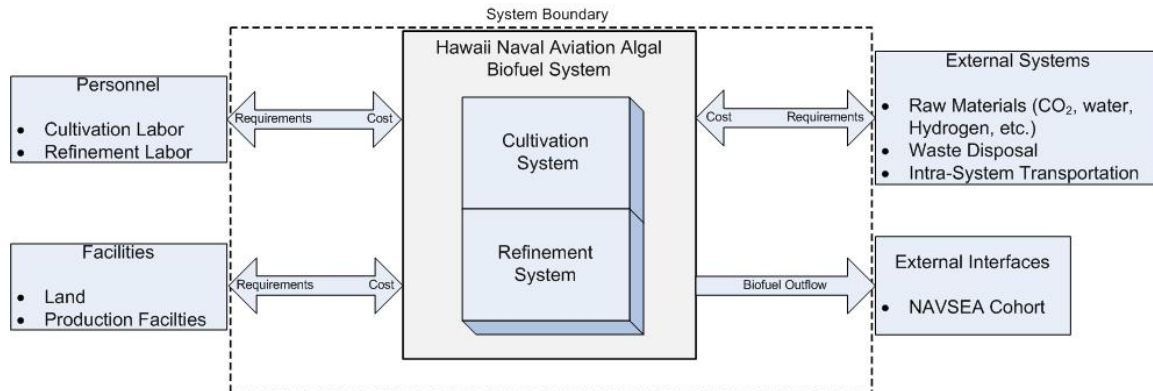 System Boundary
Hawaii Naval Aviation Algal
Biofuel System
Personnel
• Cultivation Labor
• Refinement Labor
Requirements Cost
Cultivation
System
Refinement
System
Cost Requirements
External Systems
• Raw Materials (CO₂, water,
Hydrogen, etc.)
• Waste Disposal
• Intra-System Transportation
Facilities
• Land
• Production Facilties
Requirements Cost
Biofuel Outflow
External Interfaces
• NAVSEA Cohort